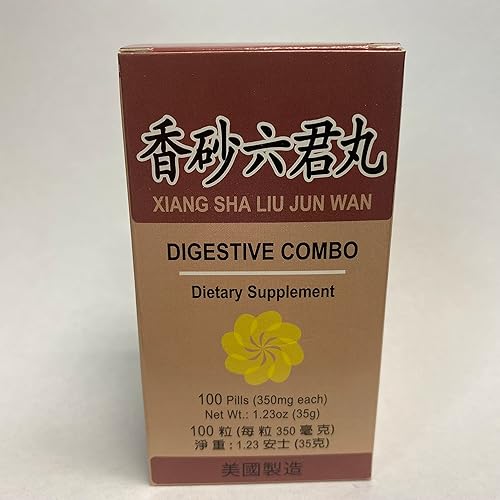 香砂六君丸
XIANG SHA LIU JUN WAN
DIGESTIVE COMBO
Dietary Supplement
100 Pills (350mg each)
Net Wt.: 1.23oz (35g)
100 粒 (每 粒 350 毫 克)
淨 重 : 1.23 安士 (35克)
美國製造